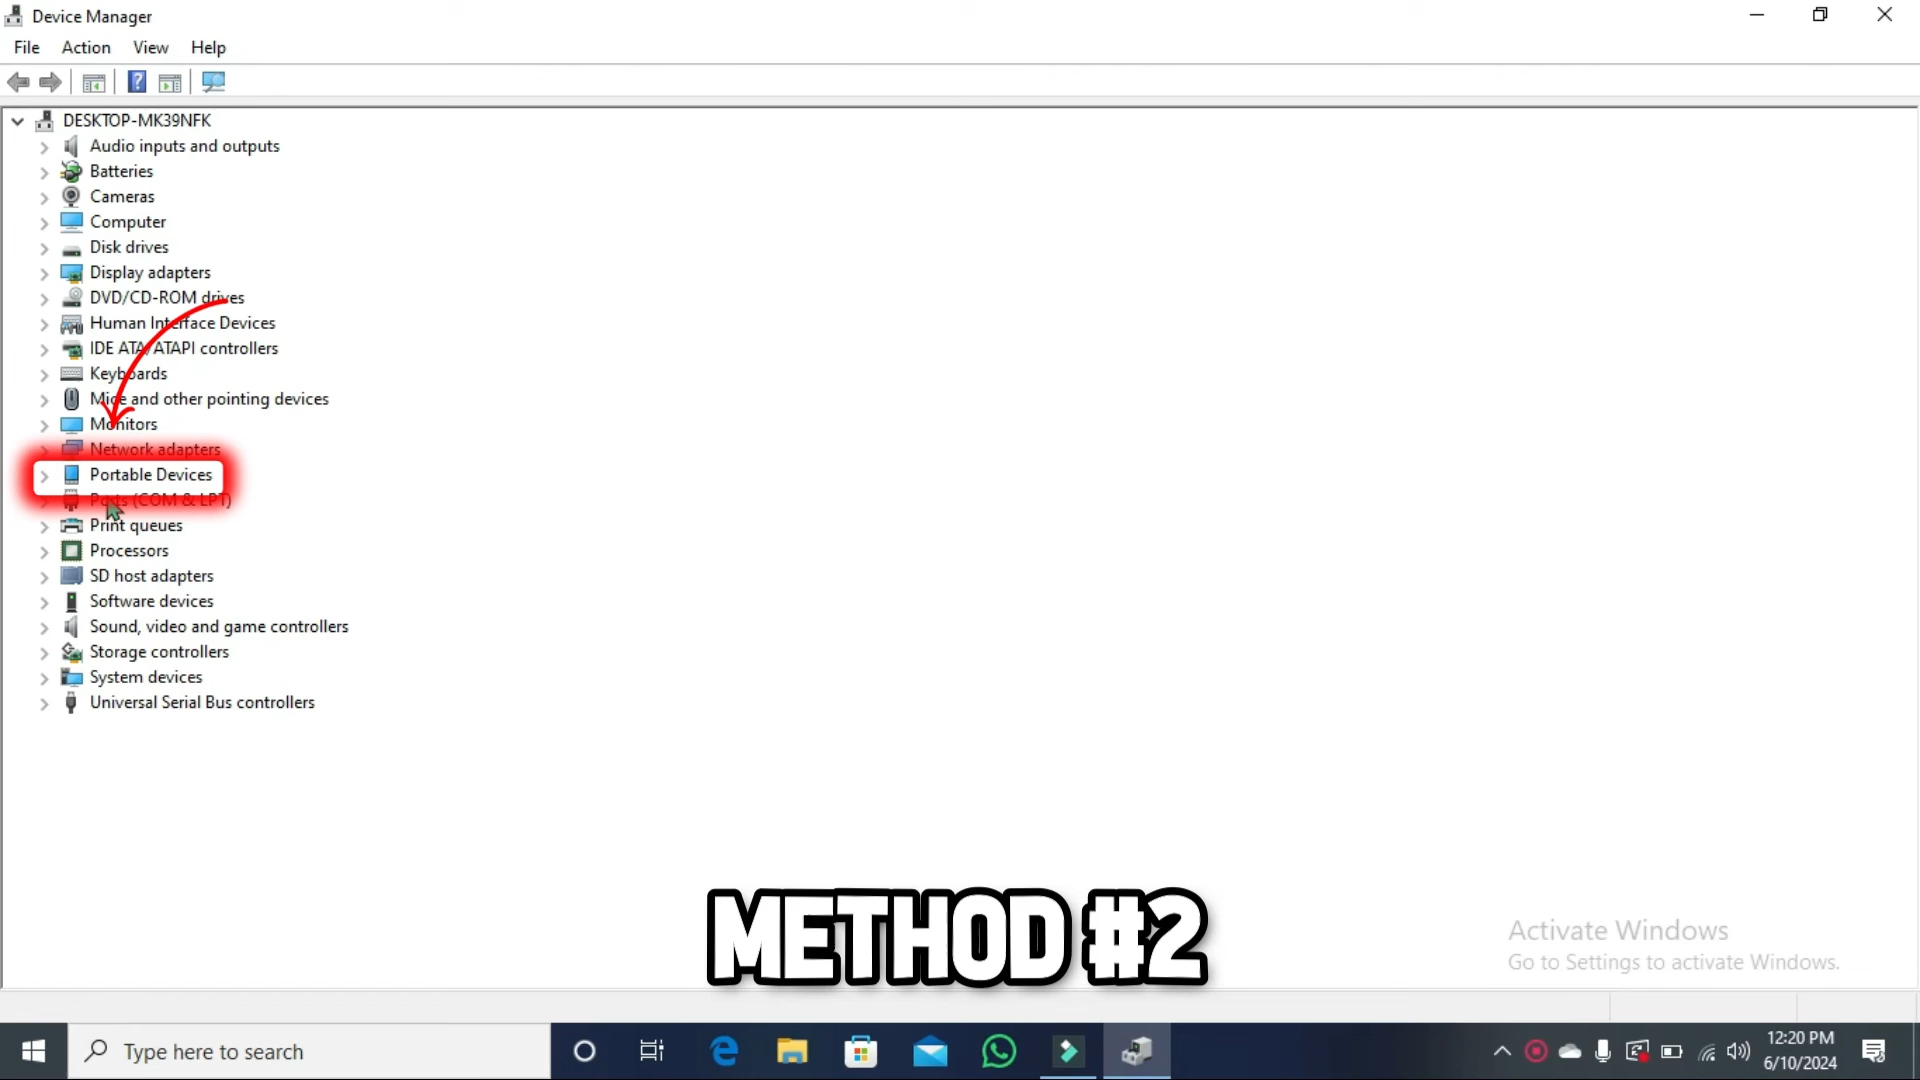 Device Manager
File Action View Help
DESKTOP-MK39NFK
Audio inputs and outputs
Batteries
Cameras
Computer
Disk drives
Display adapters
DVD/CD-ROM drives
Human Interface Devices
IDE ATA/ATAPI controllers
Keyboards
Mice and other pointing devices
Monitors
Network adapters
Portable Devices
Ports (COM & LPT)
Print queues
Processors
SD host adapters
Software devices
Sound, video and game controllers
Storage controllers
System devices
Universal Serial Bus controllers
METHOD #2
Activate Windows
Go to Settings to activate Windows.
Type here to search
12:20 PM
6/10/2024